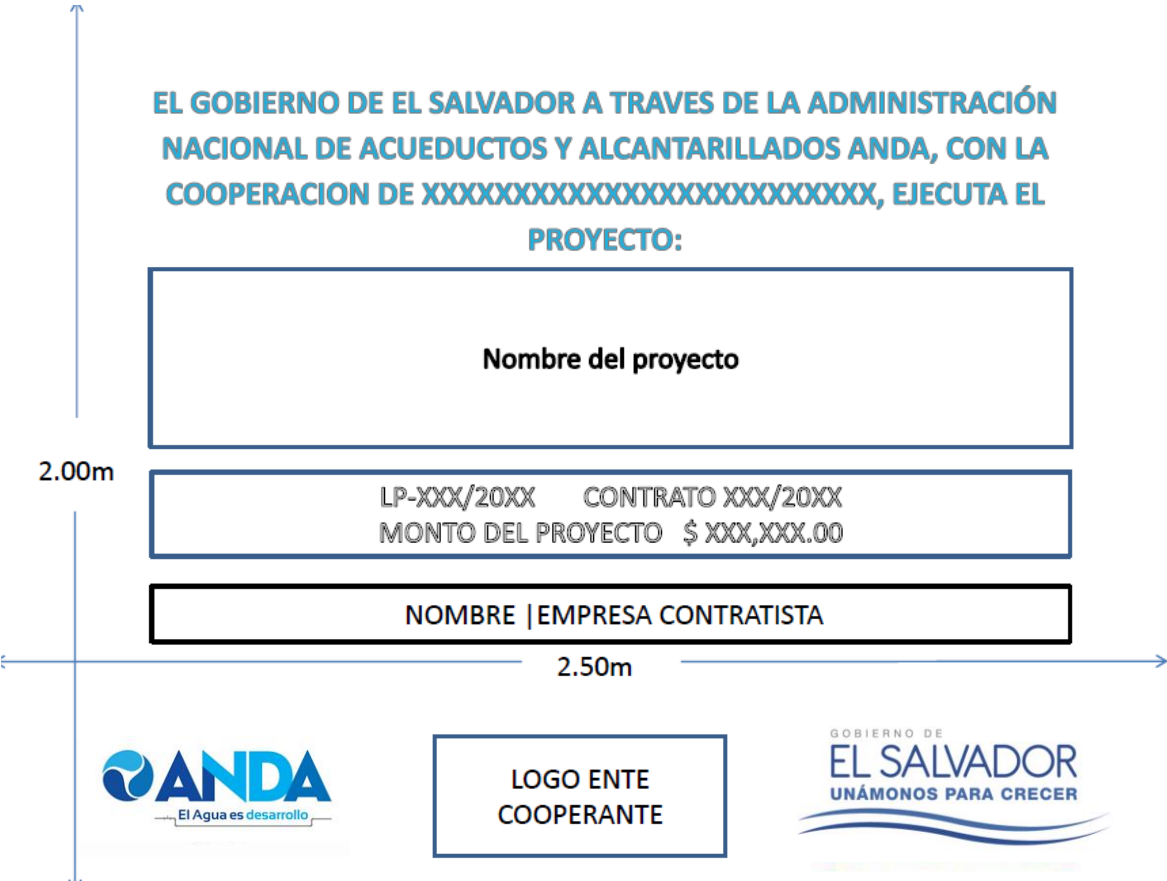 EL GOBIERNO DE EL SALVADOR A TRAVES DE LA ADMINISTRACIÓN
NACIONAL DE ACUEDUCTOS Y ALCANTARILLADOS ANDA, CON LA
COOPERACION DE XXXXXXXXXXXXXXXXXXXXXXXXX, EJECUTA EL
PROYECTO:
Nombre del proyecto
2.00m
LP-XXX/20XX CONTRATO XXX/20XX
MONTO DEL PROYECTO $ XXX,XXX.00
NOMBRE |EMPRESA CONTRATISTA
2.50m
ANDA
El Agua es desarrollo
LOGO ENTE
COOPERANTE
GOBIERNO DE
EL SALVADOR
UNÁMONOS PARA CRECER